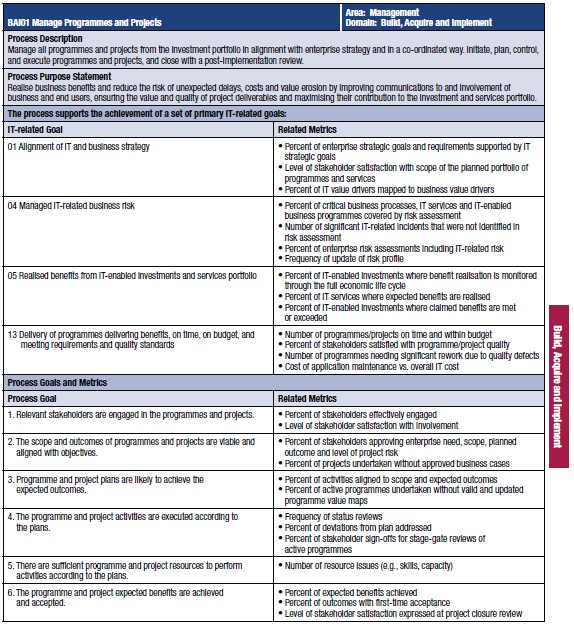 BAI01 Manage Programmes and Projects
Area: Management
Domain: Build, Acquire and Implement
Process Description
Manage all programmes and projects from the investment portfolio in alignment with enterprise strategy and in a co-ordinated way. Initiate, plan, control,
and execute programmes and projects, and close with a post-implementation review.
Process Purpose Statement
Realise business benefits and reduce the risk of unexpected delays, costs and value erosion by improving communications to and involvement of
business and end users, ensuring the value and quality of project deliverables and maximising their contribution to the investment and services portfolio.
The process supports the achievement of a set of primary IT-related goals:
IT-related Goal
Related Metrics
01 Alignment of IT and business strategy
• Percent of enterprise strategic goals and requirements supported by IT
strategic goals
• Level of stakeholder satisfaction with scope of the planned portfolio of
programmes and services
• Percent of IT value drivers mapped to business value drivers
04 Managed IT-related business risk
• Percent of critical business processes, IT services and IT-enabled
business programmes covered by risk assessment
• Number of significant IT-related incidents that were not identified in
risk assessment
• Percent of enterprise risk assessments including IT-related risk
• Frequency of update of risk profile
05 Realised benefits from IT-enabled investments and services portfolio
• Percent of IT-enabled investments where benefit realisation is monitored
through the full economic life cycle
• Percent of IT services where expected benefits are realised
• Percent of IT-enabled investments where claimed benefits are met
or exceeded
13 Delivery of programmes delivering benefits, on time, on budget, and
meeting requirements and quality standards
• Number of programmes/projects on time and within budget
• Percent of stakeholders satisfied with programme/project quality
• Number of programmes needing significant rework due to quality defects
• Cost of application maintenance vs. overall IT cost
Process Goals and Metrics
Process Goal
Related Metrics
1. Relevant stakeholders are engaged in the programmes and projects.
• Percent of stakeholders effectively engaged
• Level of stakeholder satisfaction with involvement
2. The scope and outcomes of programmes and projects are viable and
aligned with objectives.
• Percent of stakeholders approving enterprise need, scope, planned
outcome and level of project risk
• Percent of projects undertaken without approved business cases
3. Programme and project plans are likely to achieve the
expected outcomes.
• Percent of activities aligned to scope and expected outcomes
• Percent of active programmes undertaken without valid and updated
programme value maps
4. The programme and project activities are executed according to
the plans.
• Frequency of status reviews
• Percent of deviations from plan addressed
• Percent of stakeholder sign-offs for stage-gate reviews of
active programmes
5. There are sufficient programme and project resources to perform
activities according to the plans.
• Number of resource issues (e.g., skills, capacity)
6. The programme and project expected benefits are achieved
and accepted.
• Percent of expected benefits achieved
• Percent of outcomes with first-time acceptance
• Level of stakeholder satisfaction expressed at project closure review
Build, Acquire and Implement